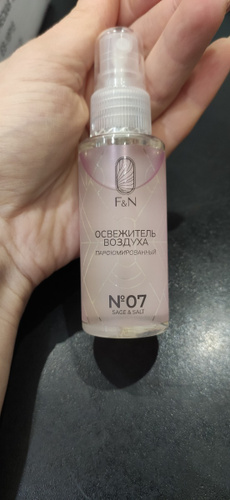 F&N
ОСВЕЖИТЕЛЬ
ВОЗДУХА
ПАРФЮМИРОВАННЫЙ
№07
SAGE & SALT